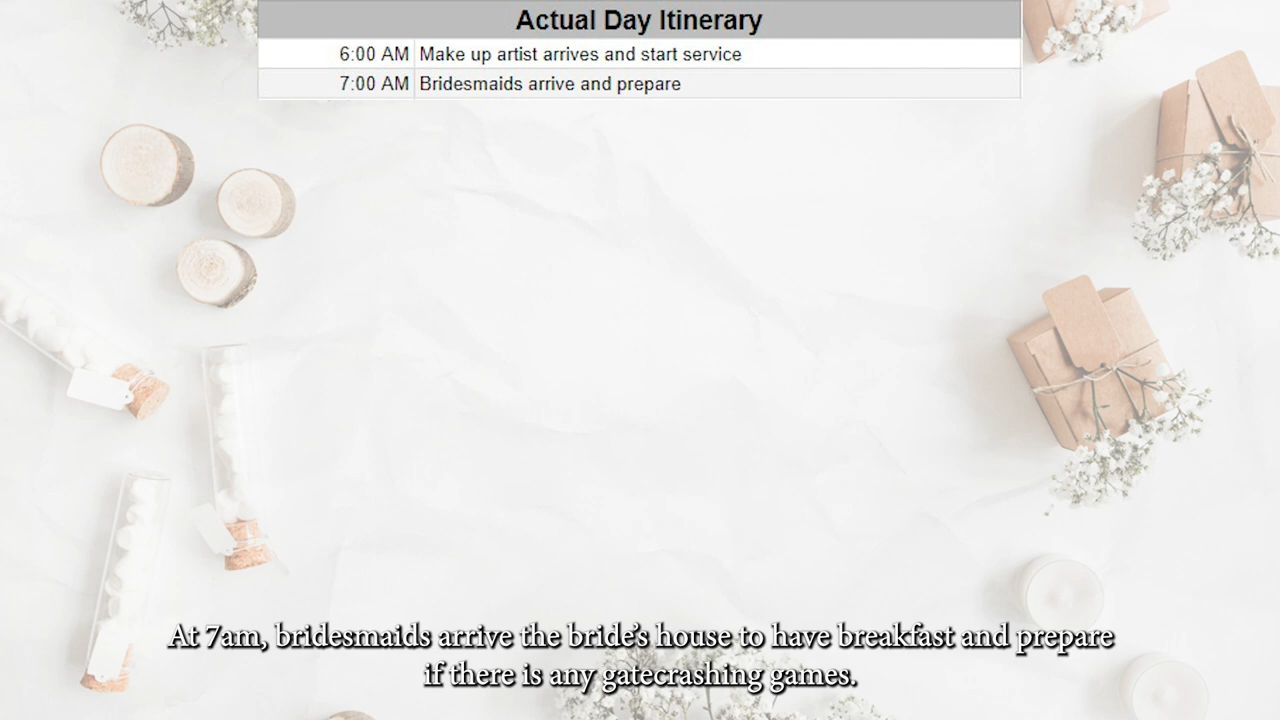 Actual Day Itinerary
6:00 AM Make up artist arrives and start service
7:00 AM Bridesmaids arrive and prepare
At 7am, bridesmaids arrive the bride's house to have breakfast and prepare
if there is any gatecrashing games.